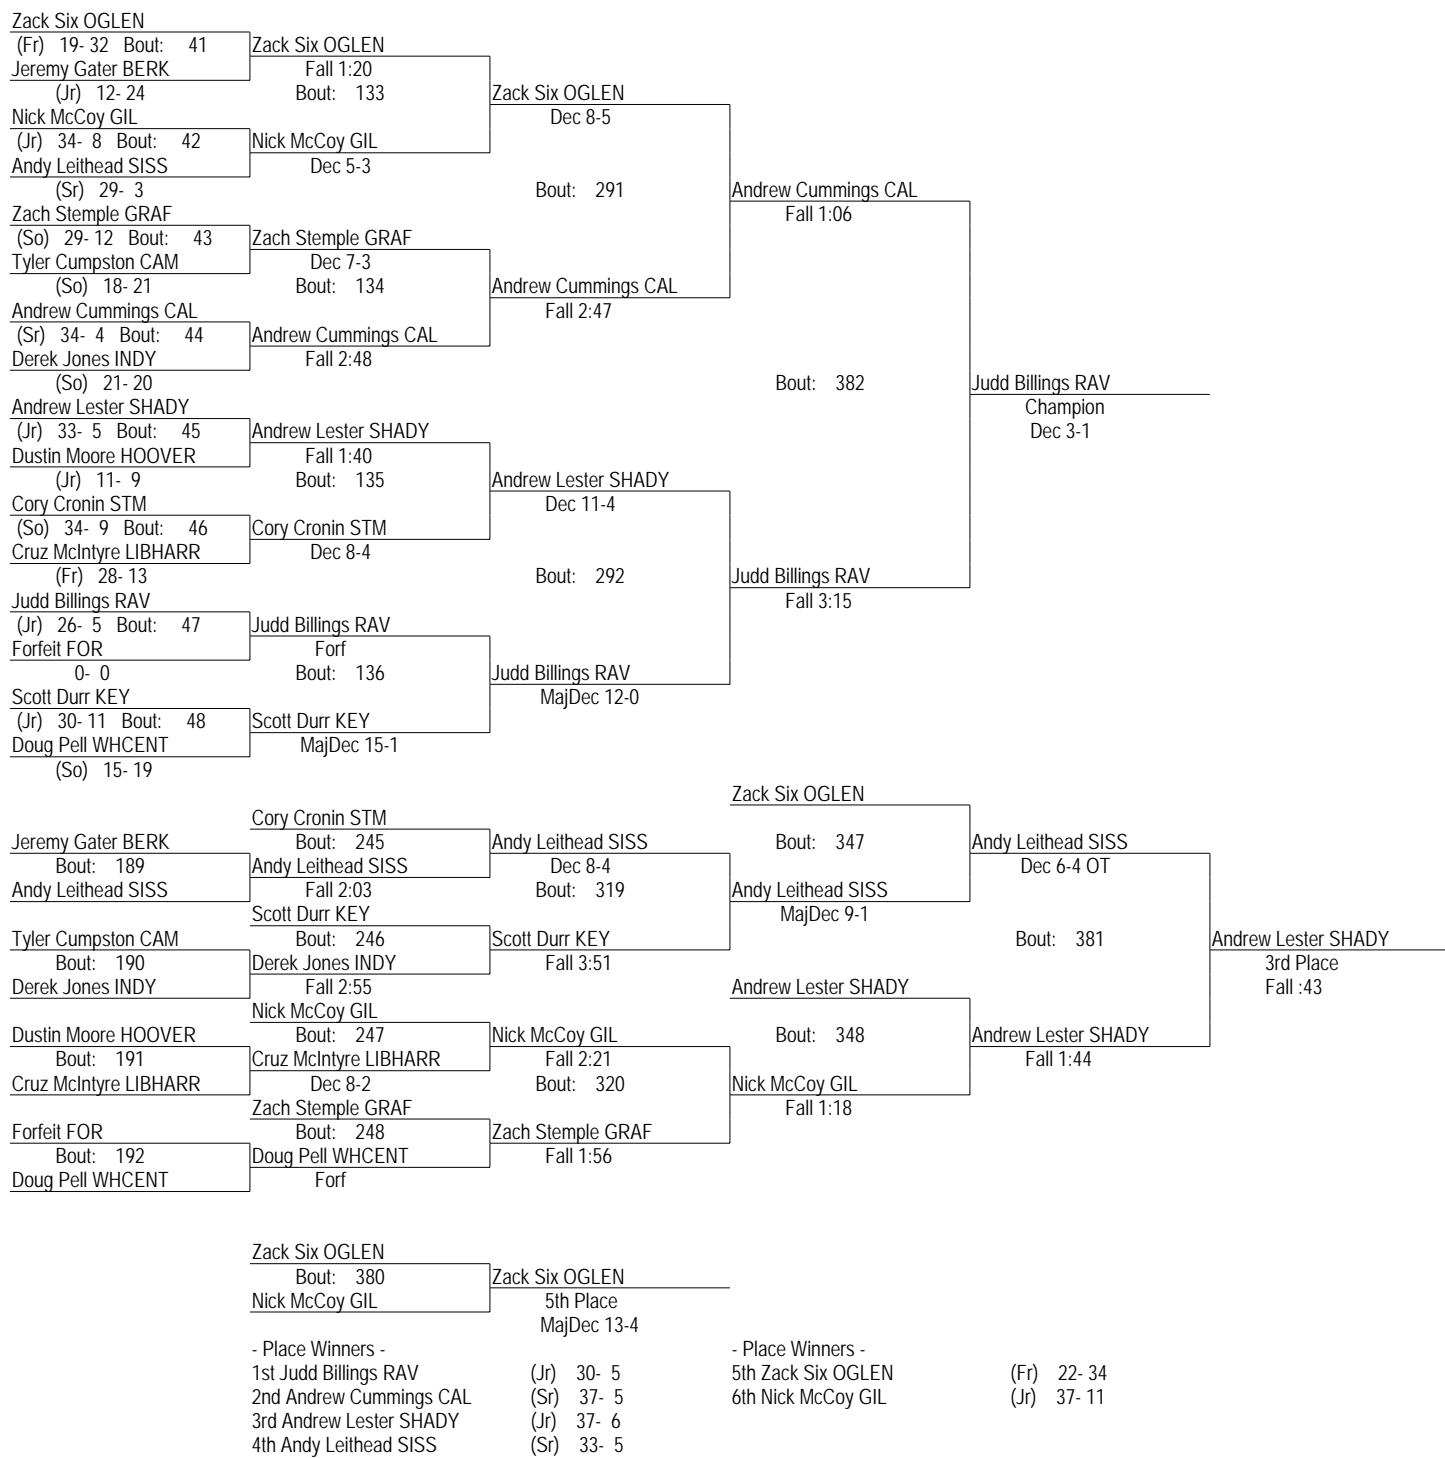 Zack Six OGLEN
(Fr) 19- 32 Bout: 41 Zack Six OGLEN
Jeremy Gater BERK Fall 1:20
(Jr) 12- 24 Bout: 133 Zack Six OGLEN
Nick McCoy GIL Dec 8-5
(Jr) 34- 8 Bout: 42 Nick McCoy GIL
Andy Leithead SISS Dec 5-3
(Sr) 29- 3 Bout: 291 Andrew Cummings CAL
Zach Stemple GRAF Fall 1:06
(So) 29- 12 Bout: 43 Zach Stemple GRAF
Tyler Cumpston CAM Dec 7-3
(So) 18- 21 Bout: 134 Andrew Cummings CAL
Andrew Cummings CAL Fall 2:47
(Sr) 34- 4 Bout: 44 Andrew Cummings CAL
Derek Jones INDY Fall 2:48
(So) 21- 20 Bout: 382 Judd Billings RAV
Andrew Lester SHADY Champion
(Jr) 33- 5 Bout: 45 Andrew Lester SHADY Dec 3-1
Dustin Moore HOOVER Fall 1:40
(Jr) 11- 9 Bout: 135 Andrew Lester SHADY
Cory Cronin STM Dec 11-4
(So) 34- 9 Bout: 46 Cory Cronin STM
Cruz McIntyre LIBHARR Dec 8-4
(Fr) 28- 13 Bout: 292 Judd Billings RAV
Judd Billings RAV Fall 3:15
(Jr) 26- 5 Bout: 47 Judd Billings RAV
Forfeit FOR Forf
0- 0 Bout: 136 Judd Billings RAV
Scott Durr KEY MajDec 12-0
(Jr) 30- 11 Bout: 48 Scott Durr KEY
Doug Pell WHCENT MajDec 15-1
(So) 15- 19
Zack Six OGLEN
Cory Cronin STM
Jeremy Gater BERK Bout: 245 Andy Leithead SISS Bout: 347 Andy Leithead SISS
Bout: 189 Andy Leithead SISS Dec 8-4 Dec 6-4 OT
Andy Leithead SISS Fall 2:03 Bout: 319 Andy Leithead SISS
Scott Durr KEY MajDec 9-1
Tyler Cumpston CAM Bout: 246 Scott Durr KEY Bout: 381 Andrew Lester SHADY
Bout: 190 Derek Jones INDY Fall 3:51 3rd Place
Derek Jones INDY Fall 2:55 Andrew Lester SHADY Fall :43
Nick McCoy GIL
Dustin Moore HOOVER Bout: 247 Nick McCoy GIL Bout: 348 Andrew Lester SHADY
Bout: 191 Cruz McIntyre LIBHARR Fall 2:21 Fall 1:44
Cruz McIntyre LIBHARR Dec 8-2 Bout: 320 Nick McCoy GIL
Zach Stemple GRAF Fall 1:18
Forfeit FOR Bout: 248 Zach Stemple GRAF
Bout: 192 Doug Pell WHCENT Fall 1:56
Doug Pell WHCENT Forf
Zack Six OGLEN
Bout: 380 Zack Six OGLEN
Nick McCoy GIL 5th Place
MajDec 13-4
- Place Winners - - Place Winners -
1st Judd Billings RAV (Jr) 30- 5 5th Zack Six OGLEN (Fr) 22- 34
2nd Andrew Cummings CAL (Sr) 37- 5 6th Nick McCoy GIL (Jr) 37- 11
3rd Andrew Lester SHADY (Jr) 37- 6
4th Andy Leithead SISS (Sr) 33- 5